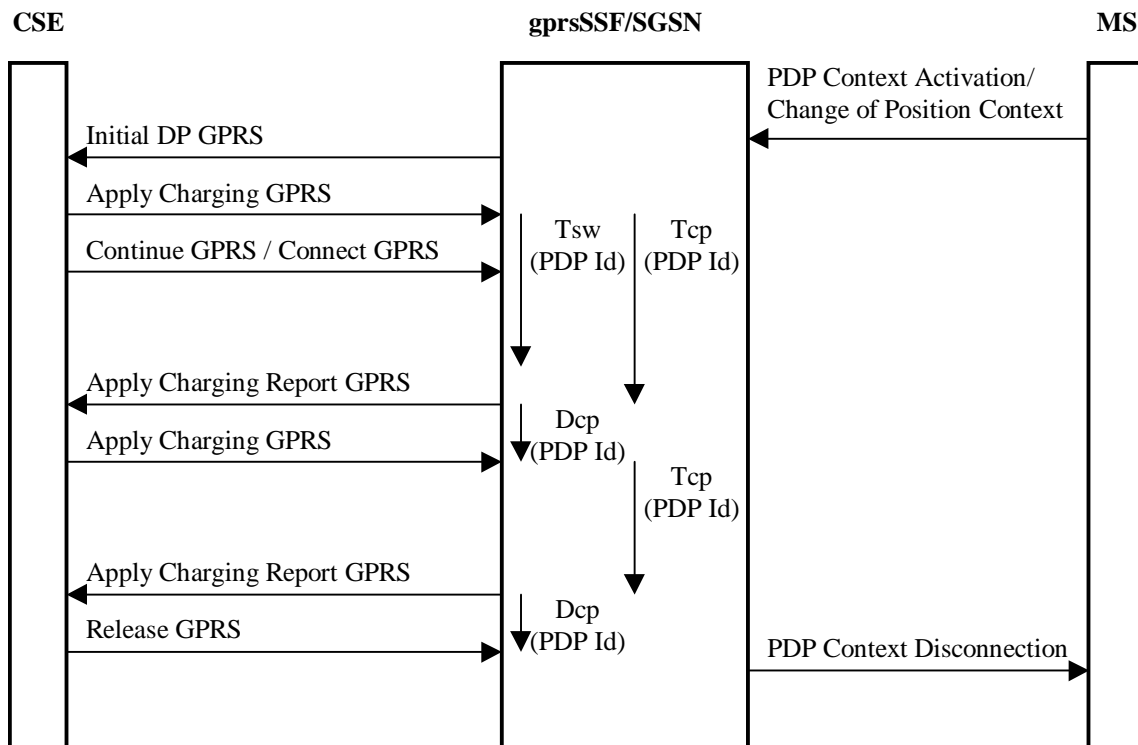 CSE
gprsSSF/SGSN
MS
PDP Context Activation/
Change of Position Context
Initial DP GPRS
Apply Charging GPRS
Tsw
(PDP Id)
Tcp
(PDP Id)
Continue GPRS / Connect GPRS
Apply Charging Report GPRS
Dcp
(PDP Id)
Apply Charging GPRS
Tcp
(PDP Id)
Apply Charging Report GPRS
Dcp
(PDP Id)
Release GPRS
PDP Context Disconnection